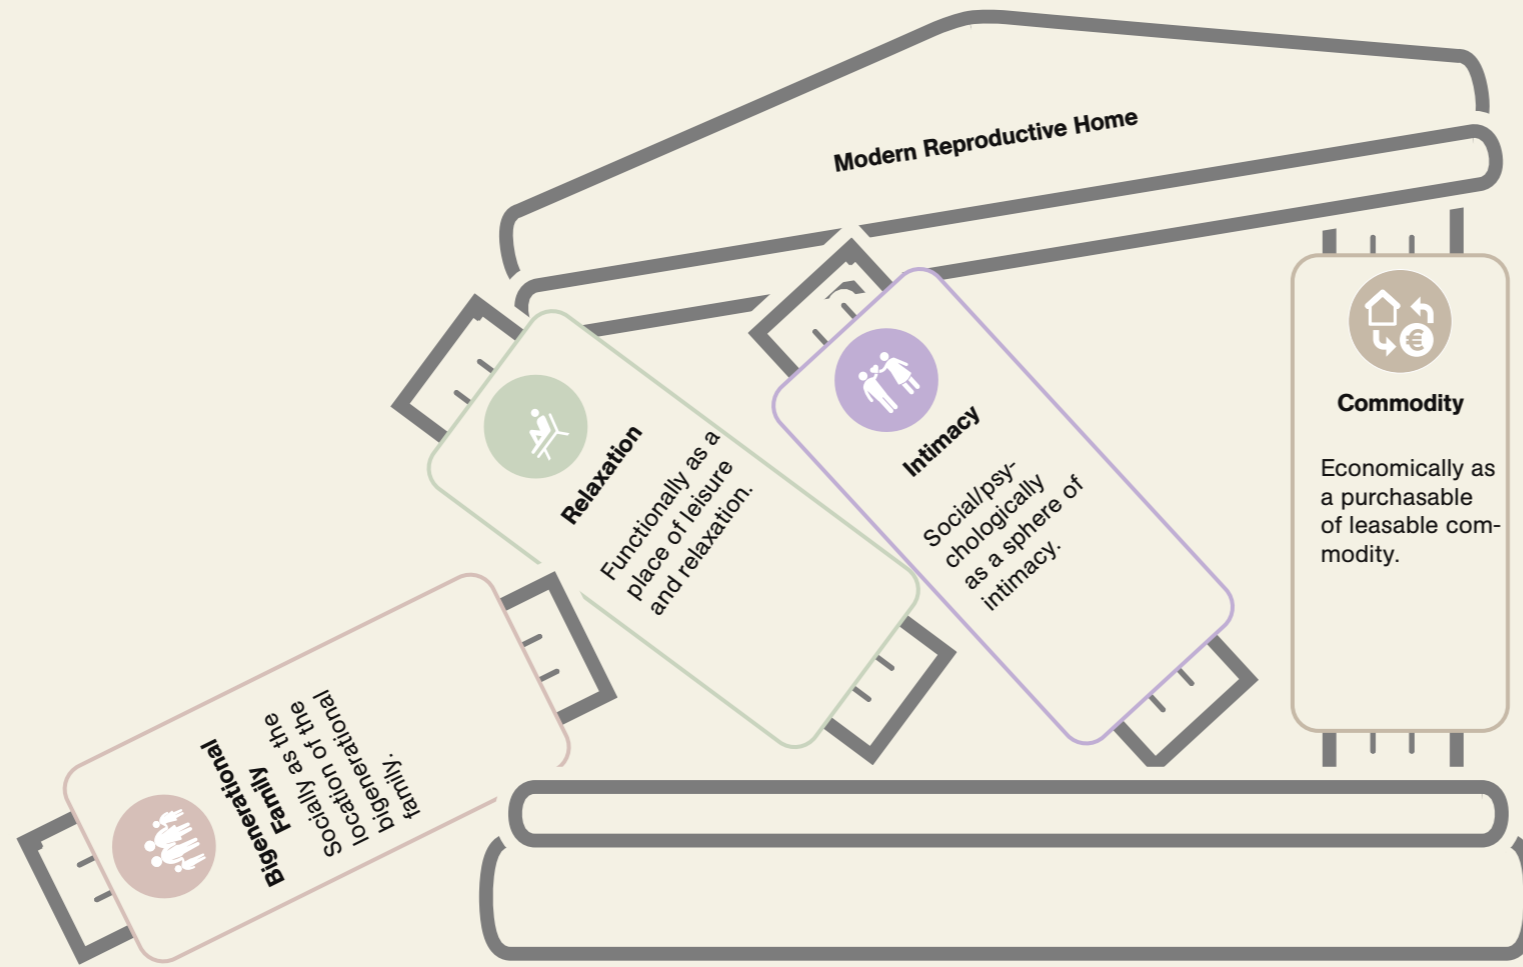 Modern Reproductive Home
Bigenerational
Family
Socially as the
location of the
bigenerational
family.
Relaxation
Functionally as a
place of leisure
and relaxation.
Intimacy
Social/psy-
chologically
as a sphere of
intimacy.
€
Commodity
Economically as
a purchasable
of leasable com-
modity.